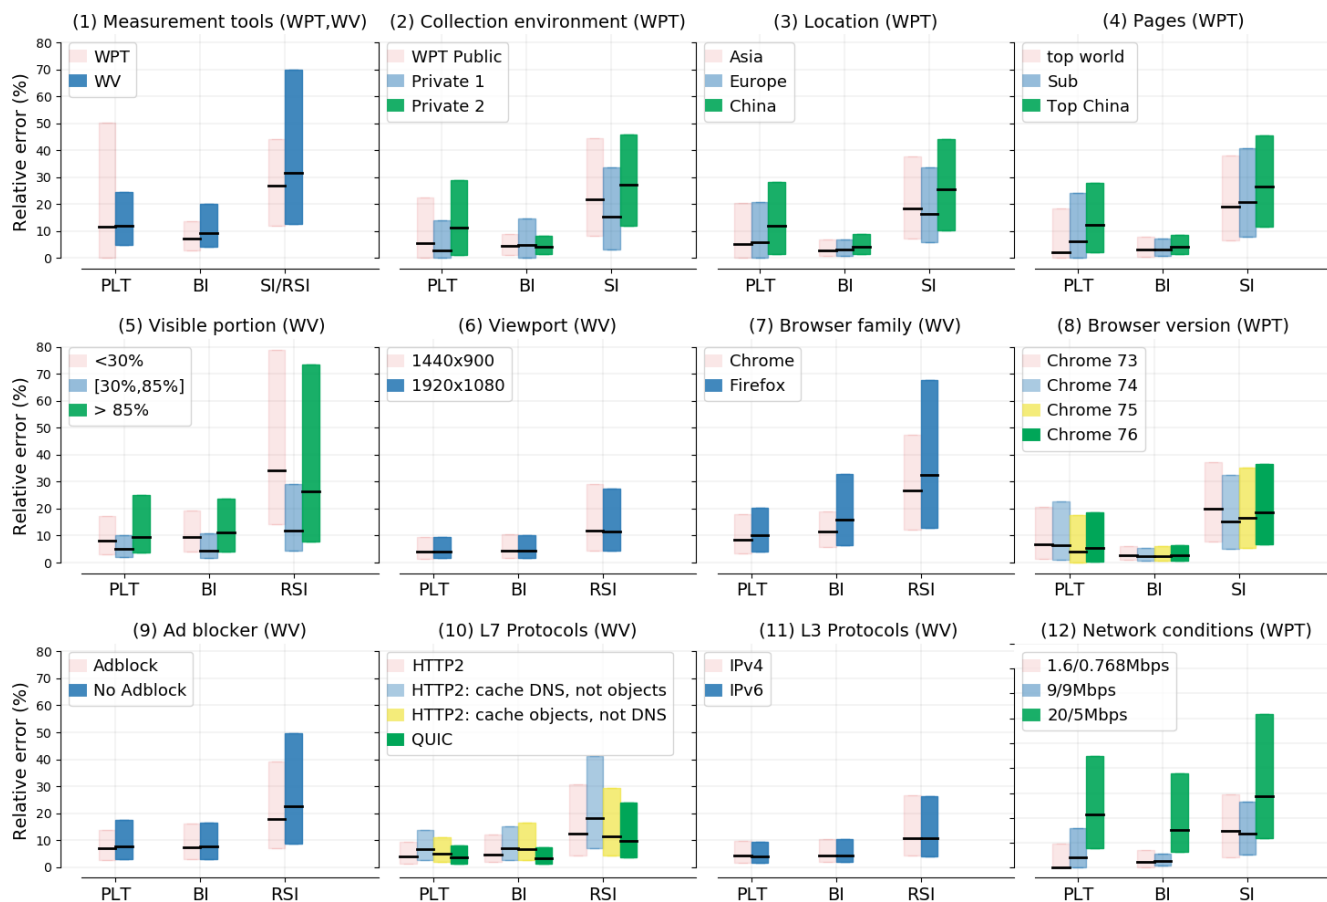 (1) Measurement tools (WPT,WV)
Relative error (%)
80
70
60
50
40
30
20
10
0
WPT
WV
PLT
BI
SI/RSI
(2) Collection environment (WPT)
WPT Public
Private 1
Private 2
PLT
BI
SI
(3) Location (WPT)
Asia
Europe
China
PLT
BI
SI
(4) Pages (WPT)
top world
Sub
Top China
PLT
BI
SI
(5) Visible portion (WV)
Relative error (%)
80
70
60
50
40
30
20
10
0
<30%
[30%,85%]
> 85%
PLT
BI
RSI
(6) Viewport (WV)
1440x900
1920x1080
PLT
BI
RSI
(7) Browser family (WV)
Chrome
Firefox
PLT
BI
RSI
(8) Browser version (WPT)
Chrome 73
Chrome 74
Chrome 75
Chrome 76
PLT
BI
SI
(9) Ad blocker (WV)
Relative error (%)
80
70
60
50
40
30
20
10
0
Adblock
No Adblock
PLT
BI
RSI
(10) L7 Protocols (WV)
HTTP2
HTTP2: cache DNS, not objects
HTTP2: cache objects, not DNS
QUIC
PLT
BI
RSI
(11) L3 Protocols (WV)
IPv4
IPv6
PLT
BI
RSI
(12) Network conditions (WPT)
1.6/0.768Mbps
9/9Mbps
20/5Mbps
PLT
BI
SI